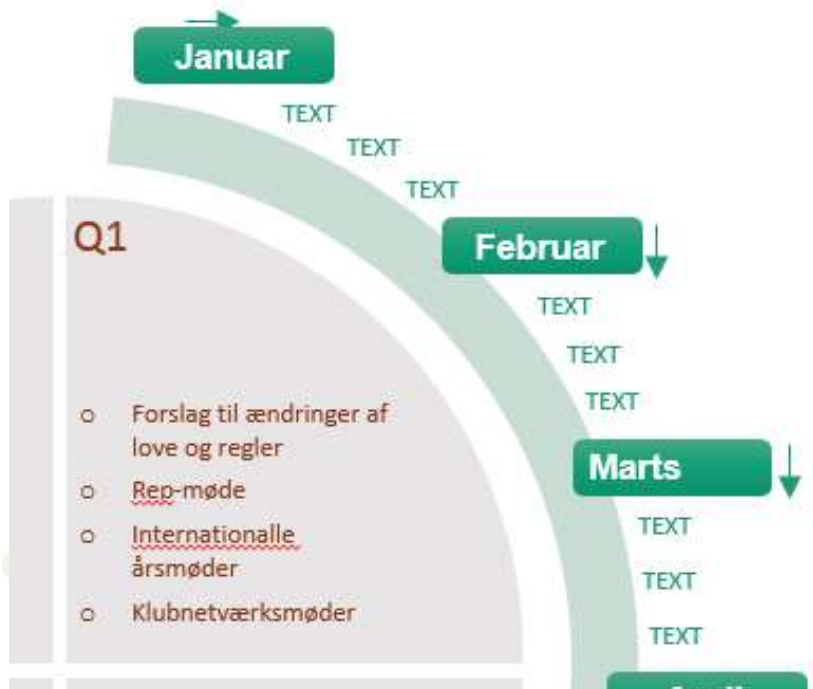 Januar
TEXT
TEXT
TEXT
Q1
Februar
TEXT
TEXT
TEXT
Forslag til ændringer af
love og regler
Rep-møde
Internationalle
årsmøder
Klubnetværksmøder
Marts
TEXT
TEXT
TEXT